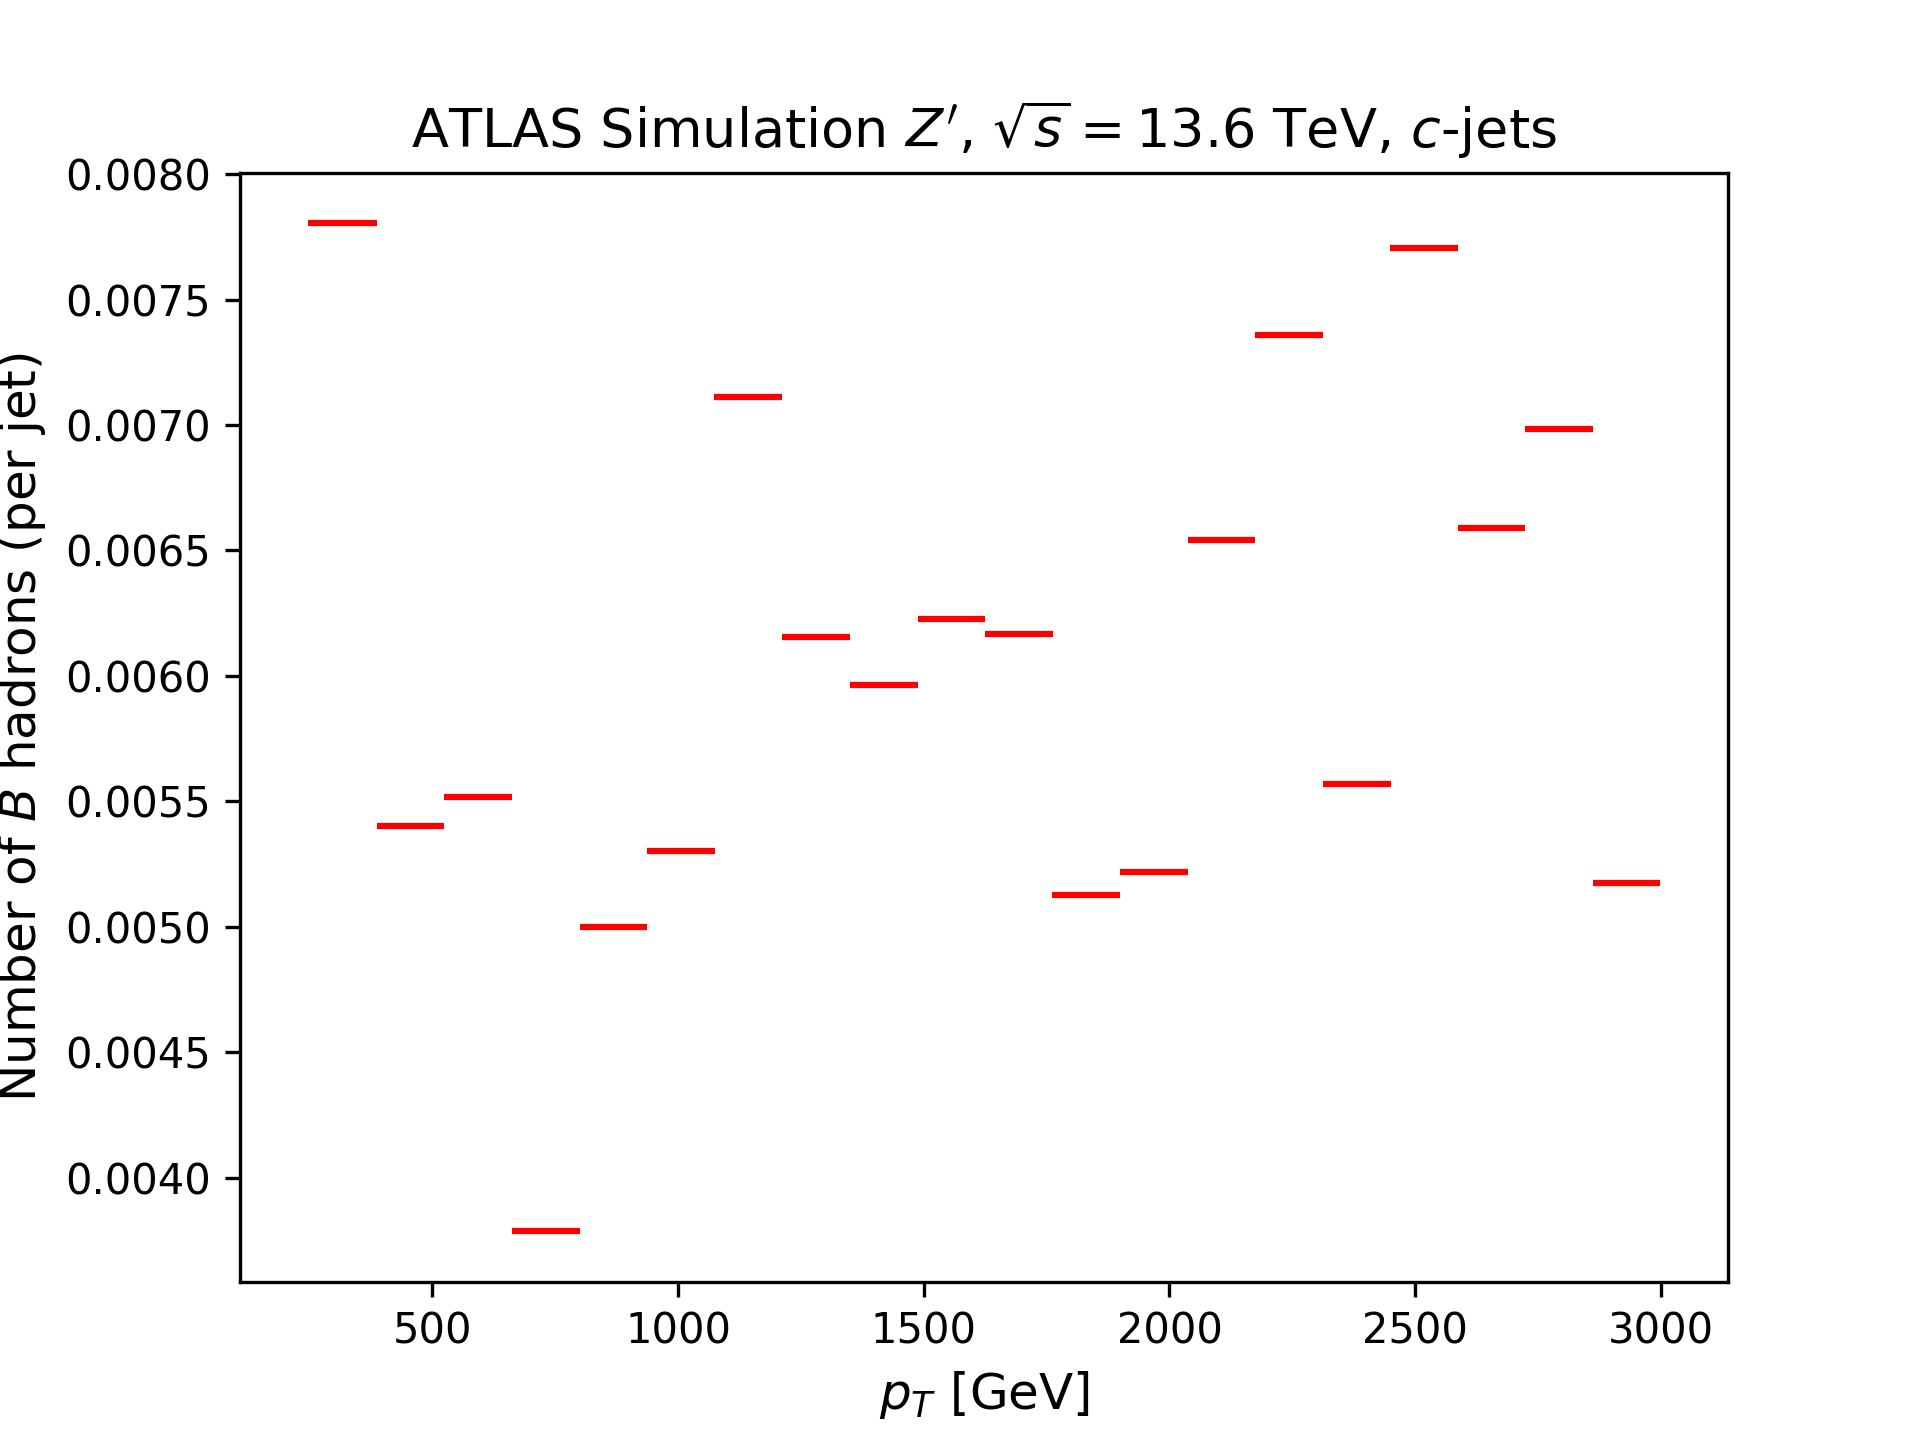 ATLAS Simulation Z′, √s = 13.6 TeV, c-jets
Number of B hadrons (per jet)
0.0080
0.0075
0.0070
0.0065
0.0060
0.0055
0.0050
0.0045
0.0040
500 1000 1500 2000 2500 3000
p_T [GeV]